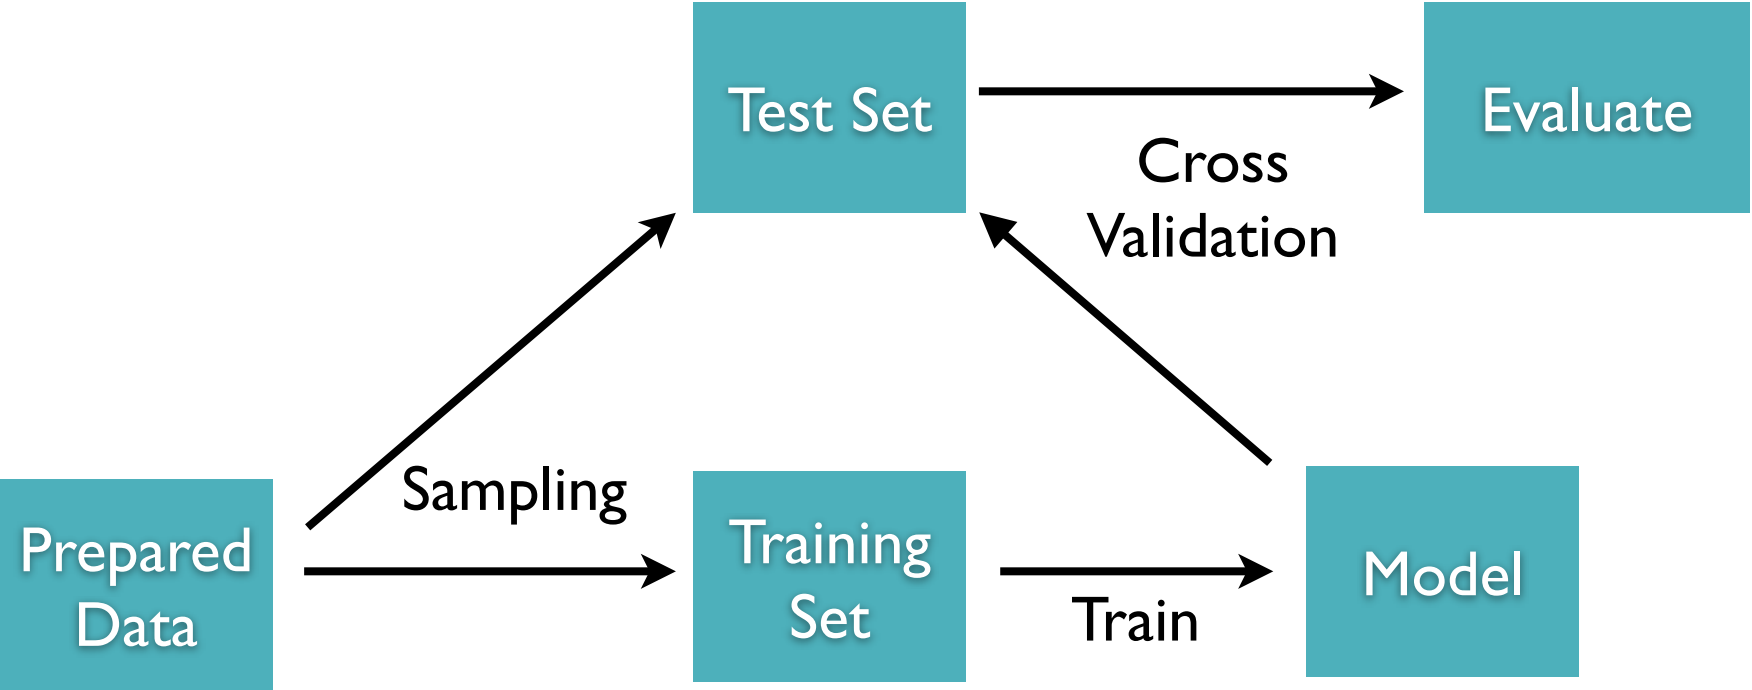 Test Set
Evaluate
Cross
Validation
Sampling
Prepared
Data
Training
Set
Train
Model